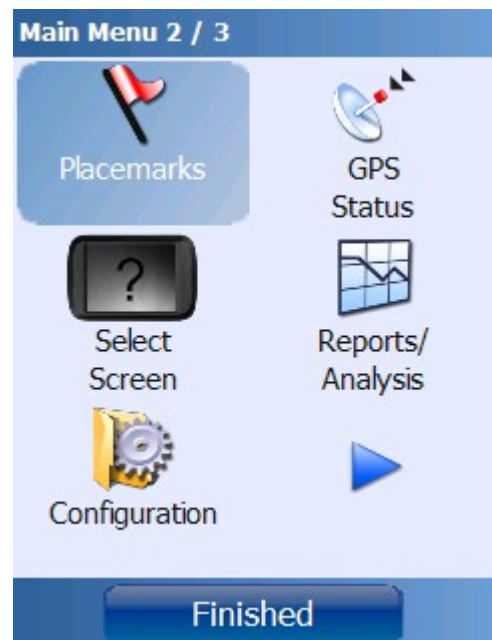 Main Menu 2 / 3
Placemarks
GPS
Status
?
Select
Screen
Reports/
Analysis
Configuration
Finished